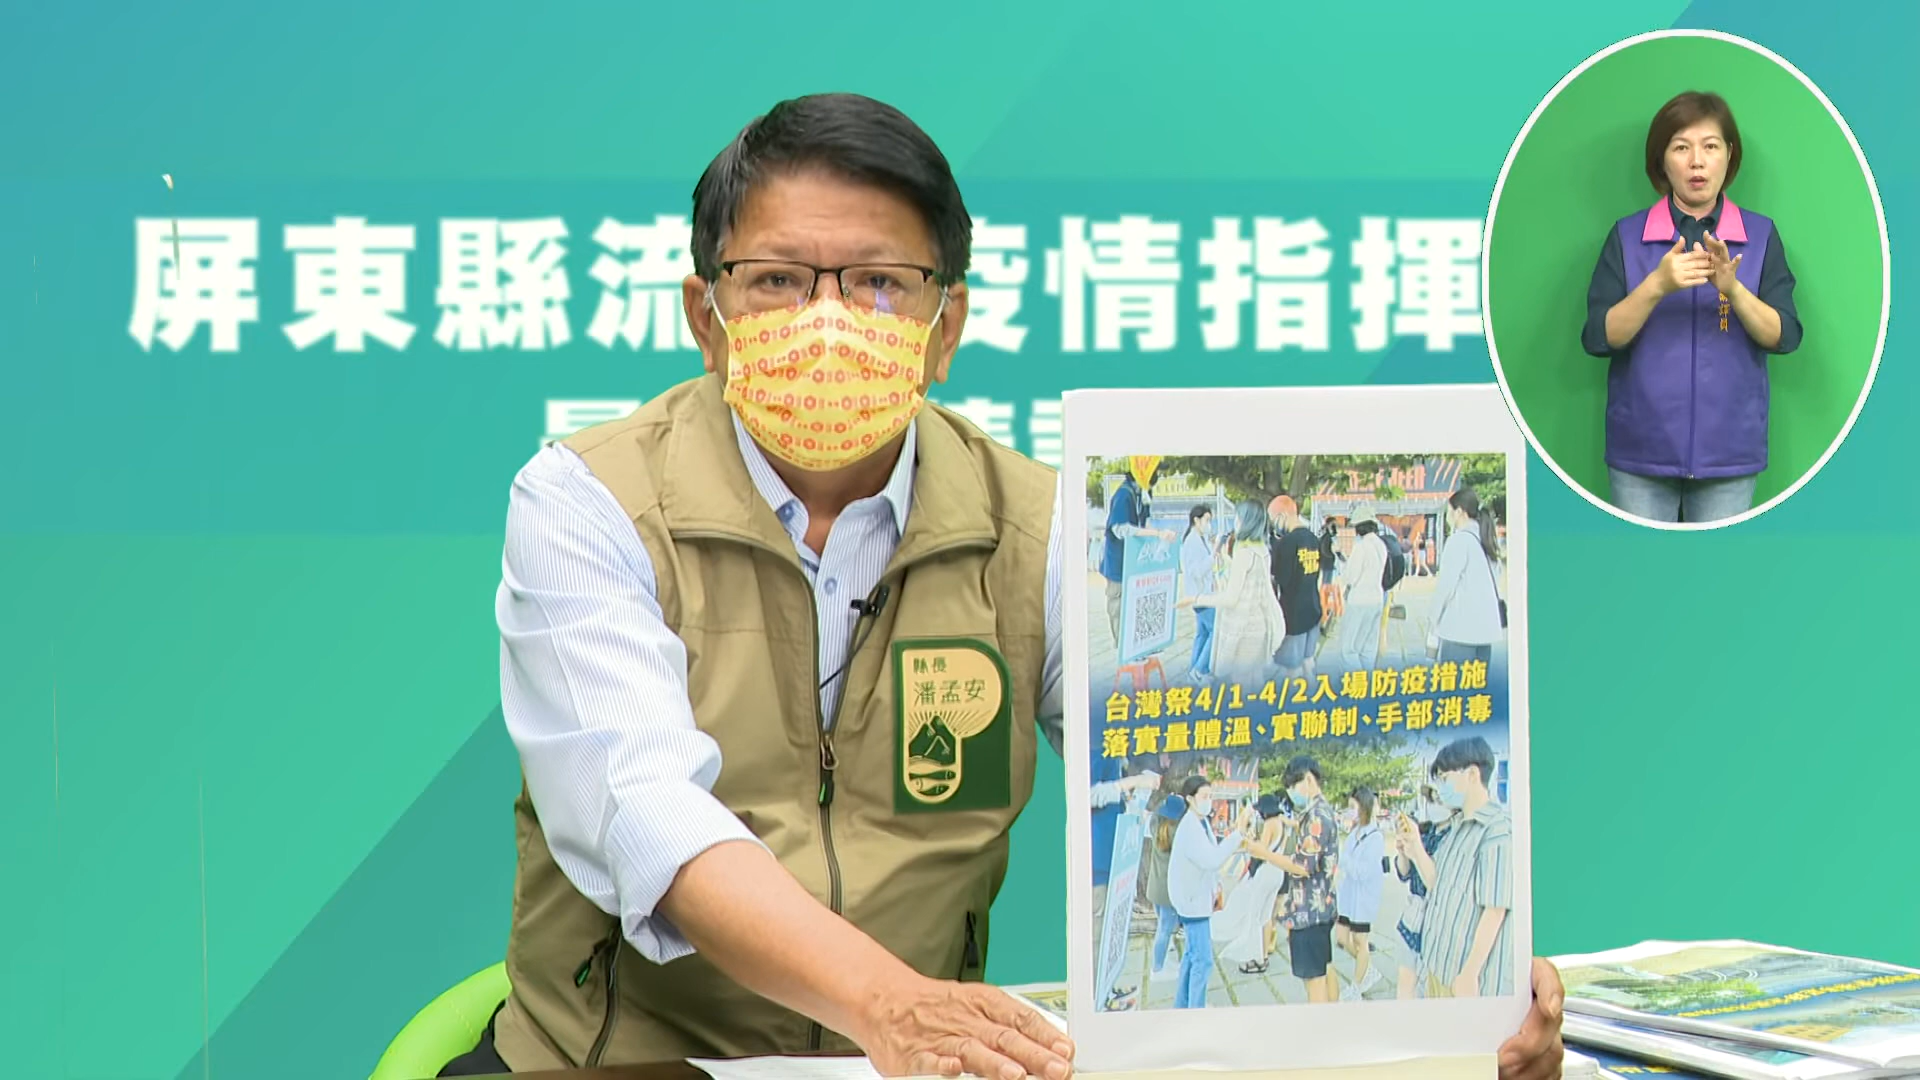 屏東縣流 疫情指揮
縣長
潘孟安
台灣祭4/1-4/2入場防疫措施
落實量體溫、實聯制、手部消毒